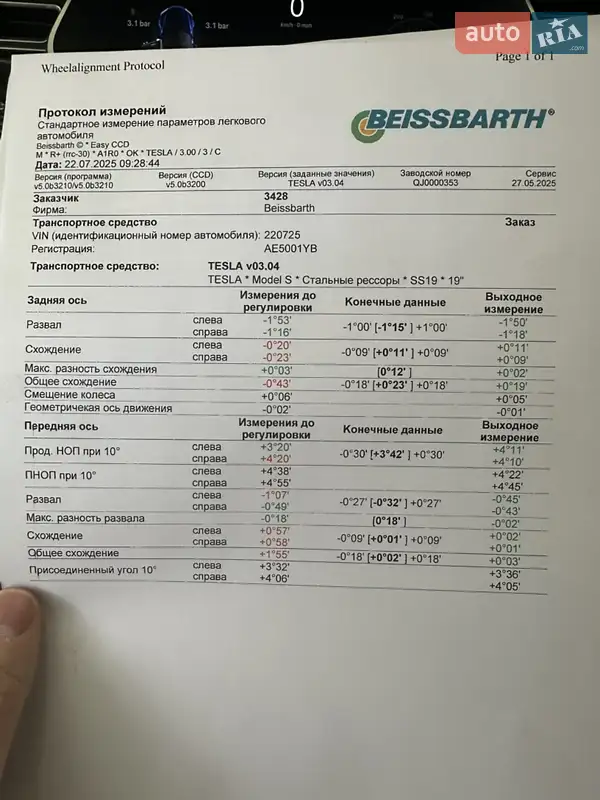 0
3.1 bar
3.1 bar
km/h · 0 mph
auto RIA .com
Wheelalignment Protocol
Page 1 of 1
Протокол измерений
Стандартное измерение параметров легкового
автомобиля
Beissbarth © * Easy CCD
M * R+ (rrc-30) * A1R0 * OK * TESLA / 3.00 / 3 / C
Дата: 22.07.2025 09:28:44
BEISSBARTH®
Версия (программа) Версия (CCD) Версия (заданные значения) Заводской номер Сервис
v5.0b3210/v5.0b3210 v5.0b3200 TESLA v03.04 QJ0000353 27.05.2025
Заказчик 3428
Фирма: Beissbarth
Транспортное средство Заказ
VIN (идентификационный номер автомобиля): 220725
Регистрация: AE5001YB
Транспортное средство: TESLA v03.04
TESLA * Model S * Стальные рессоры * SS19 * 19"
Задняя ось Измерения до регулировки Конечные данные Выходное измерение
Развал слева -1°53' -1°00' [-1°15' ] +1°00' -1°50'
справа -1°16' -1°18'
Схождение слева -0°20' -0°09' [+0°11' ] +0°09' +0°11'
справа -0°23' +0°09'
Макс. разность схождения +0°03' [0°12' ] +0°02'
Общее схождение -0°43' -0°18' [+0°23' ] +0°18' +0°19'
Смещение колеса +0°06' +0°05'
Геометричекая ось движения -0°02' -0°01'
Передняя ось Измерения до регулировки Конечные данные Выходное измерение
Прод. НОП при 10° слева +3°20' -0°30' [+3°42' ] +0°30' +4°11'
справа +4°20' +4°10'
ПНОП при 10° слева +4°38' +4°22'
справа +4°55' +4°45'
Развал слева -1°07' -0°27' [-0°32' ] +0°27' -0°45'
справа -0°49' -0°43'
Макс. разность развала -0°18' [0°18' ] -0°02'
Схождение слева +0°57' -0°09' [+0°01' ] +0°09' +0°02'
справа +0°58' +0°01'
Общее схождение +1°55' -0°18' [+0°02' ] +0°18' +0°03'
Присоединенный угол 10° слева +3°32' +3°36'
справа +4°06' +4°05'